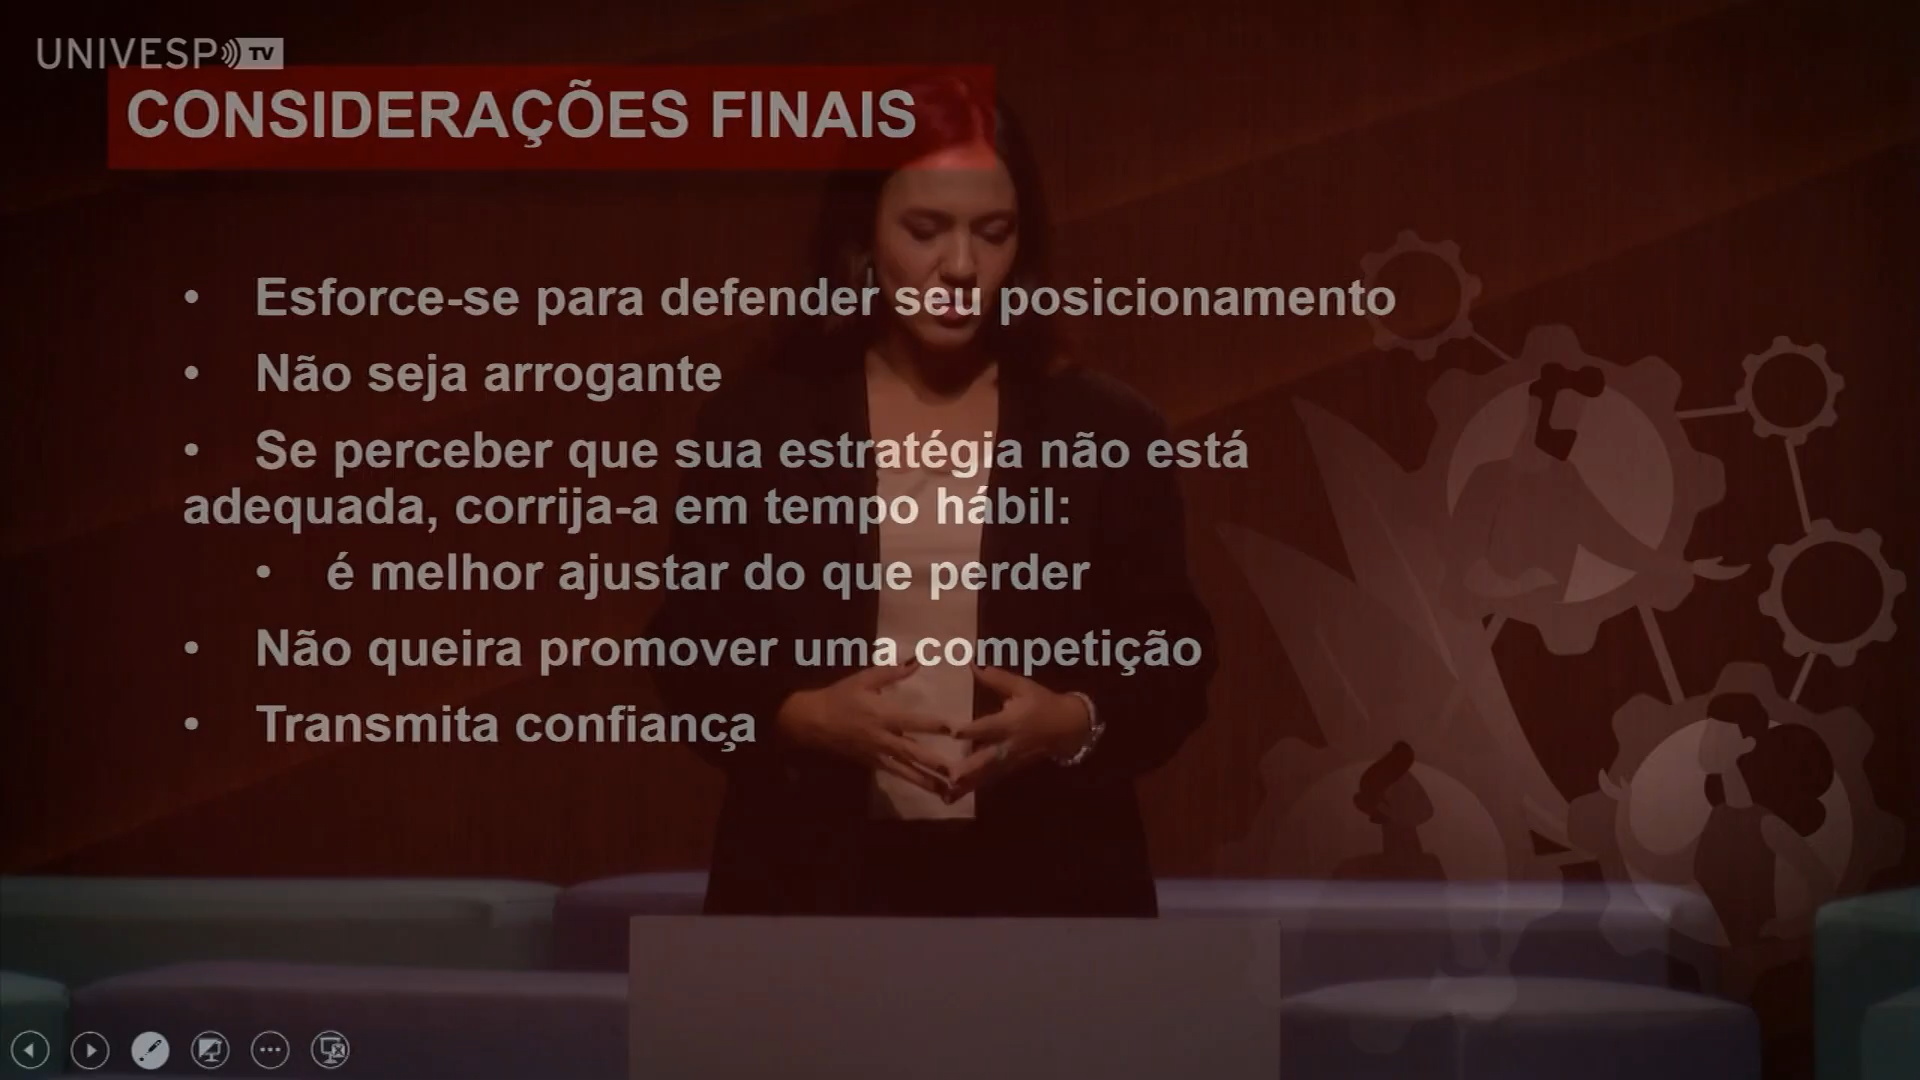 UNIVESP TV
CONSIDERAÇÕES FINAIS
• Esforce-se para defender seu posicionamento
• Não seja arrogante
• Se perceber que sua estratégia não está
adequada, corrija-a em tempo hábil:
• é melhor ajustar do que perder
• Não queira promover uma competição
• Transmita confiança